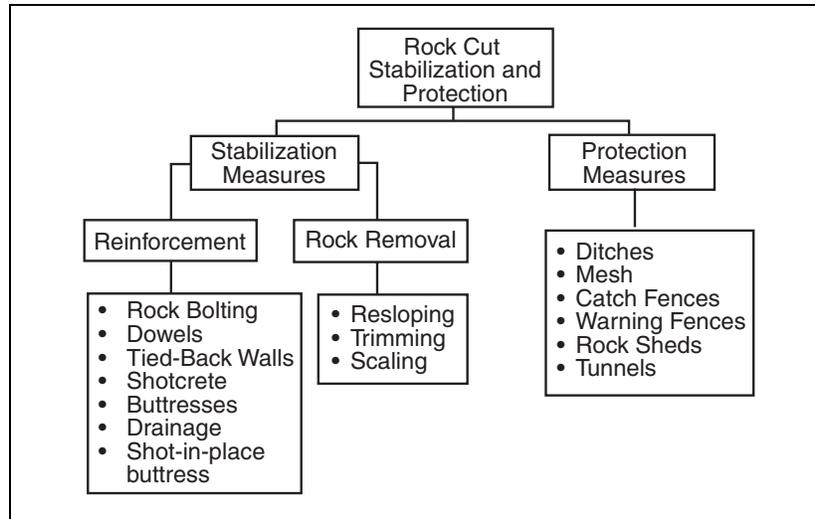 Rock Cut
Stabilization and
Protection
Stabilization
Measures
Protection
Measures
Reinforcement
Rock Removal
• Rock Bolting
• Dowels
• Tied-Back Walls
• Shotcrete
• Buttresses
• Drainage
• Shot-in-place
buttress
• Resloping
• Trimming
• Scaling
• Ditches
• Mesh
• Catch Fences
• Warning Fences
• Rock Sheds
• Tunnels